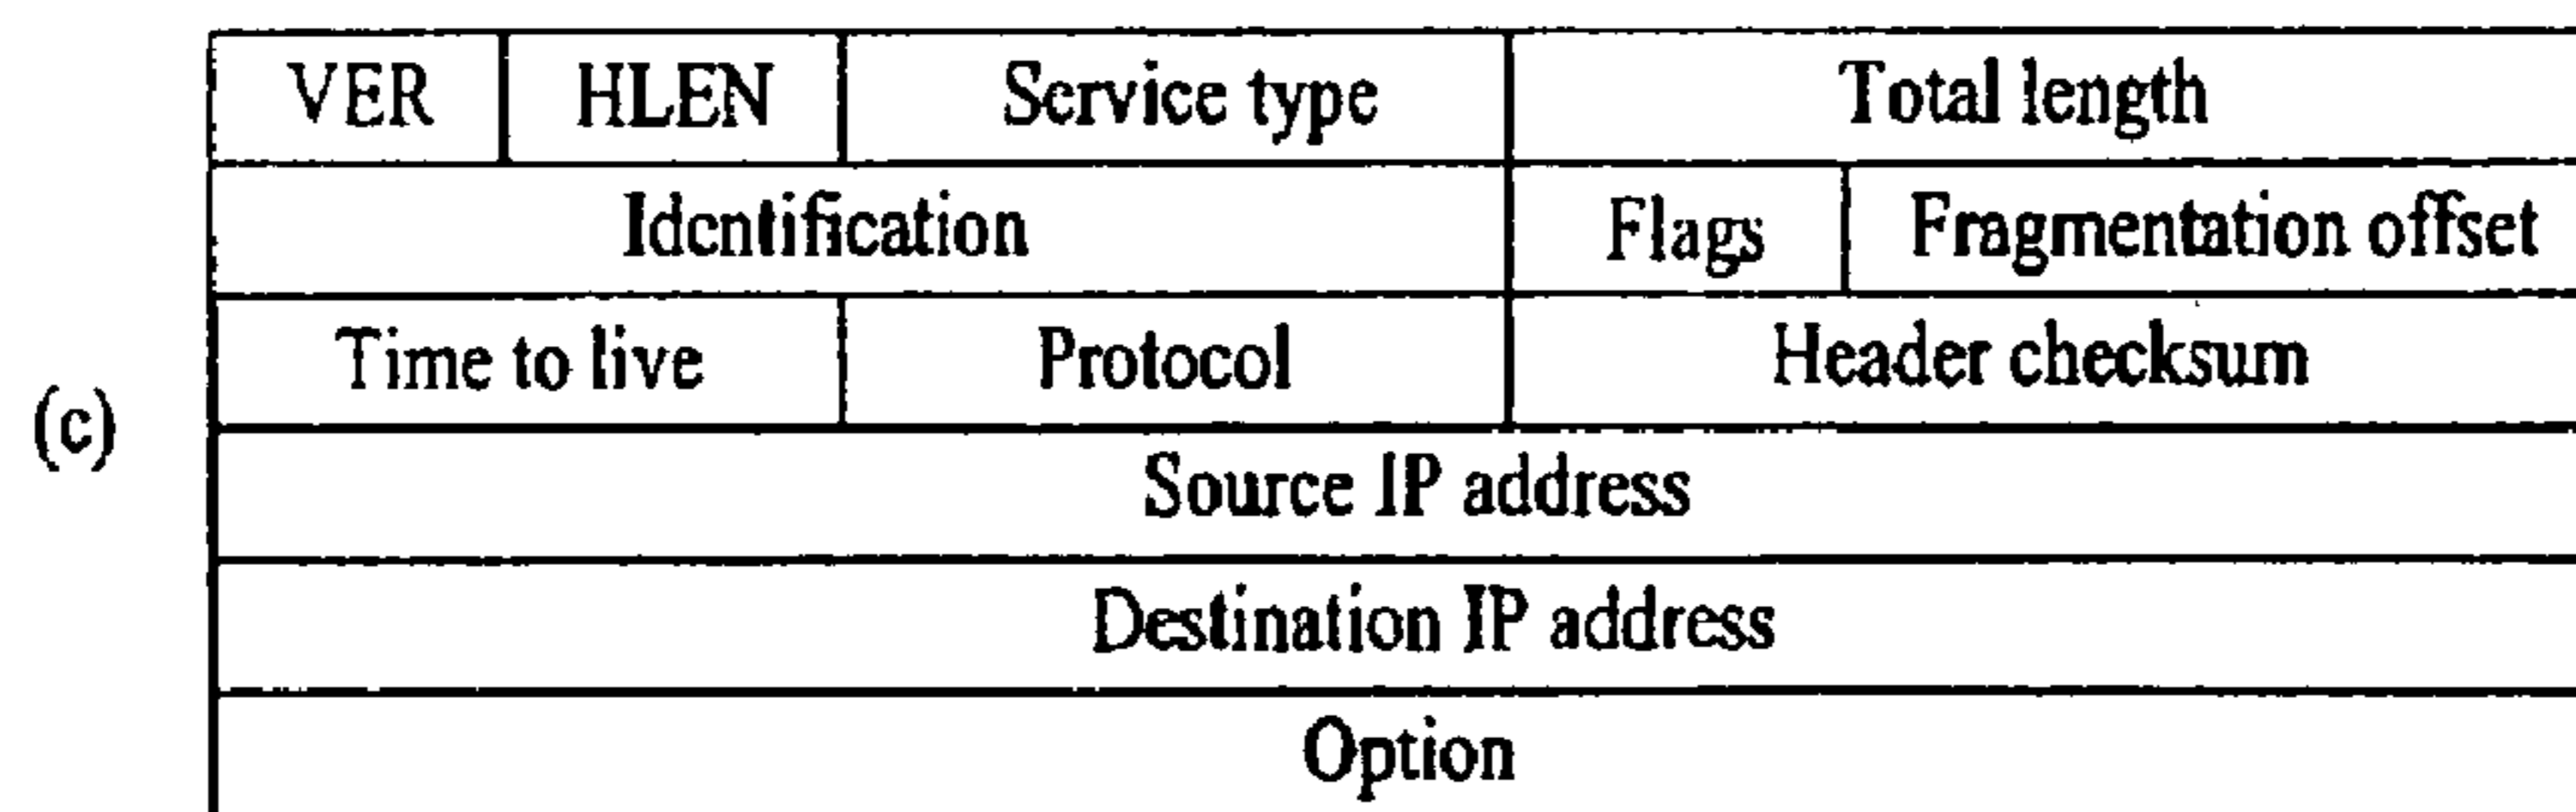 VER HLEN Service type Total length
Identification Flags Fragmentation offset
Time to live Protocol Header checksum
(c)
Source IP address
Destination IP address
Option